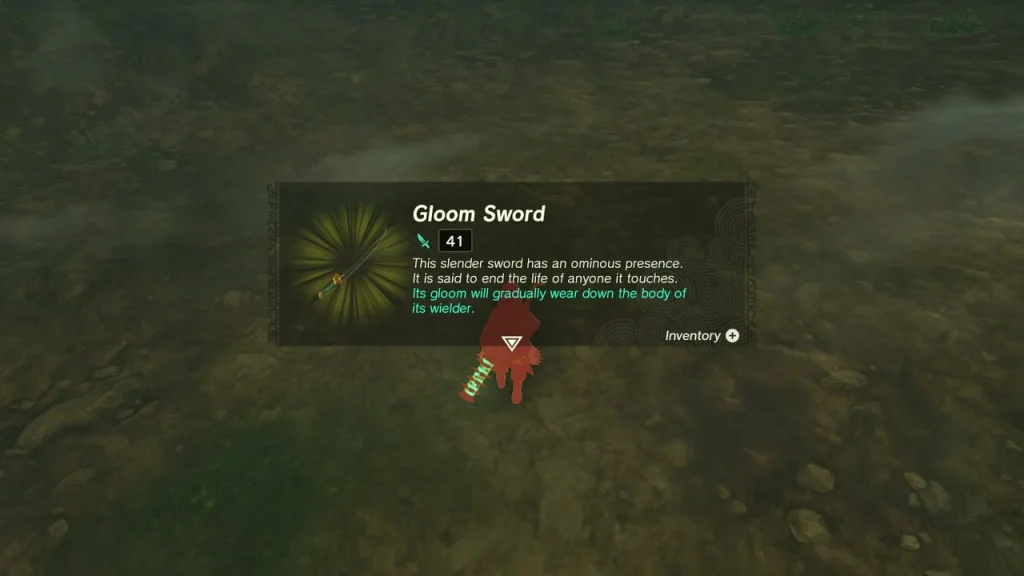 Gloom Sword
41
This slender sword has an ominous presence.
It is said to end the life of anyone it touches.
Its gloom will gradually wear down the body of
its wielder.
Inventory